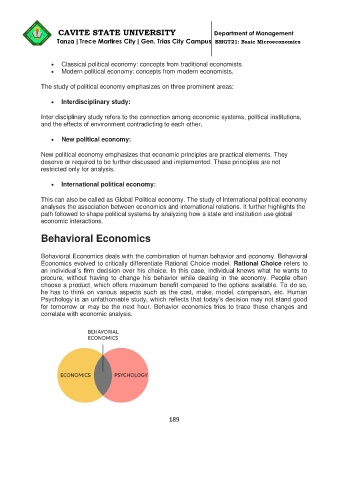 CAVITE STATE UNIVERSITY Department of Management
Tanza | Trece Martires City | Gen. Trias City Campus BMGT21: Basic Microeconomics
• Classical political economy: concepts from traditional economists.
• Modern political economy: concepts from modern economists.
The study of political economy emphasizes on three prominent areas:
• Interdisciplinary study:
Inter disciplinary study refers to the connection among economic systems, political institutions,
and the effects of environment contradicting to each other.
• New political economy:
New political economy emphasizes that economic principles are practical elements. They
deserve or required to be further discussed and implemented. These principles are not
restricted only for analysis.
• International political economy:
This can also be called as Global Political economy. The study of international political economy
analyses the association between economics and international relations. It further highlights the
path followed to shape political systems by analyzing how a state and institution use global
economic interactions.
Behavioral Economics
Behavioral Economics deals with the combination of human behavior and economy. Behavioral
Economics evolved to critically differentiate Rational Choice model. Rational Choice refers to
an individual's firm decision over his choice. In this case, individual knows what he wants to
procure, without having to change his behavior while dealing in the economy. People often
choose a product, which offers maximum benefit compared to the options available. To do so,
he has to think on various aspects such as the cost, make, model, comparison, etc. Human
Psychology is an unfathomable study, which reflects that today's decision may not stand good
for tomorrow or may be the next hour. Behavior economics tries to trace these changes and
correlate with economic analysis.
BEHAVIORIAL
ECONOMICS
ECONOMICS PSYCHOLOGY
189